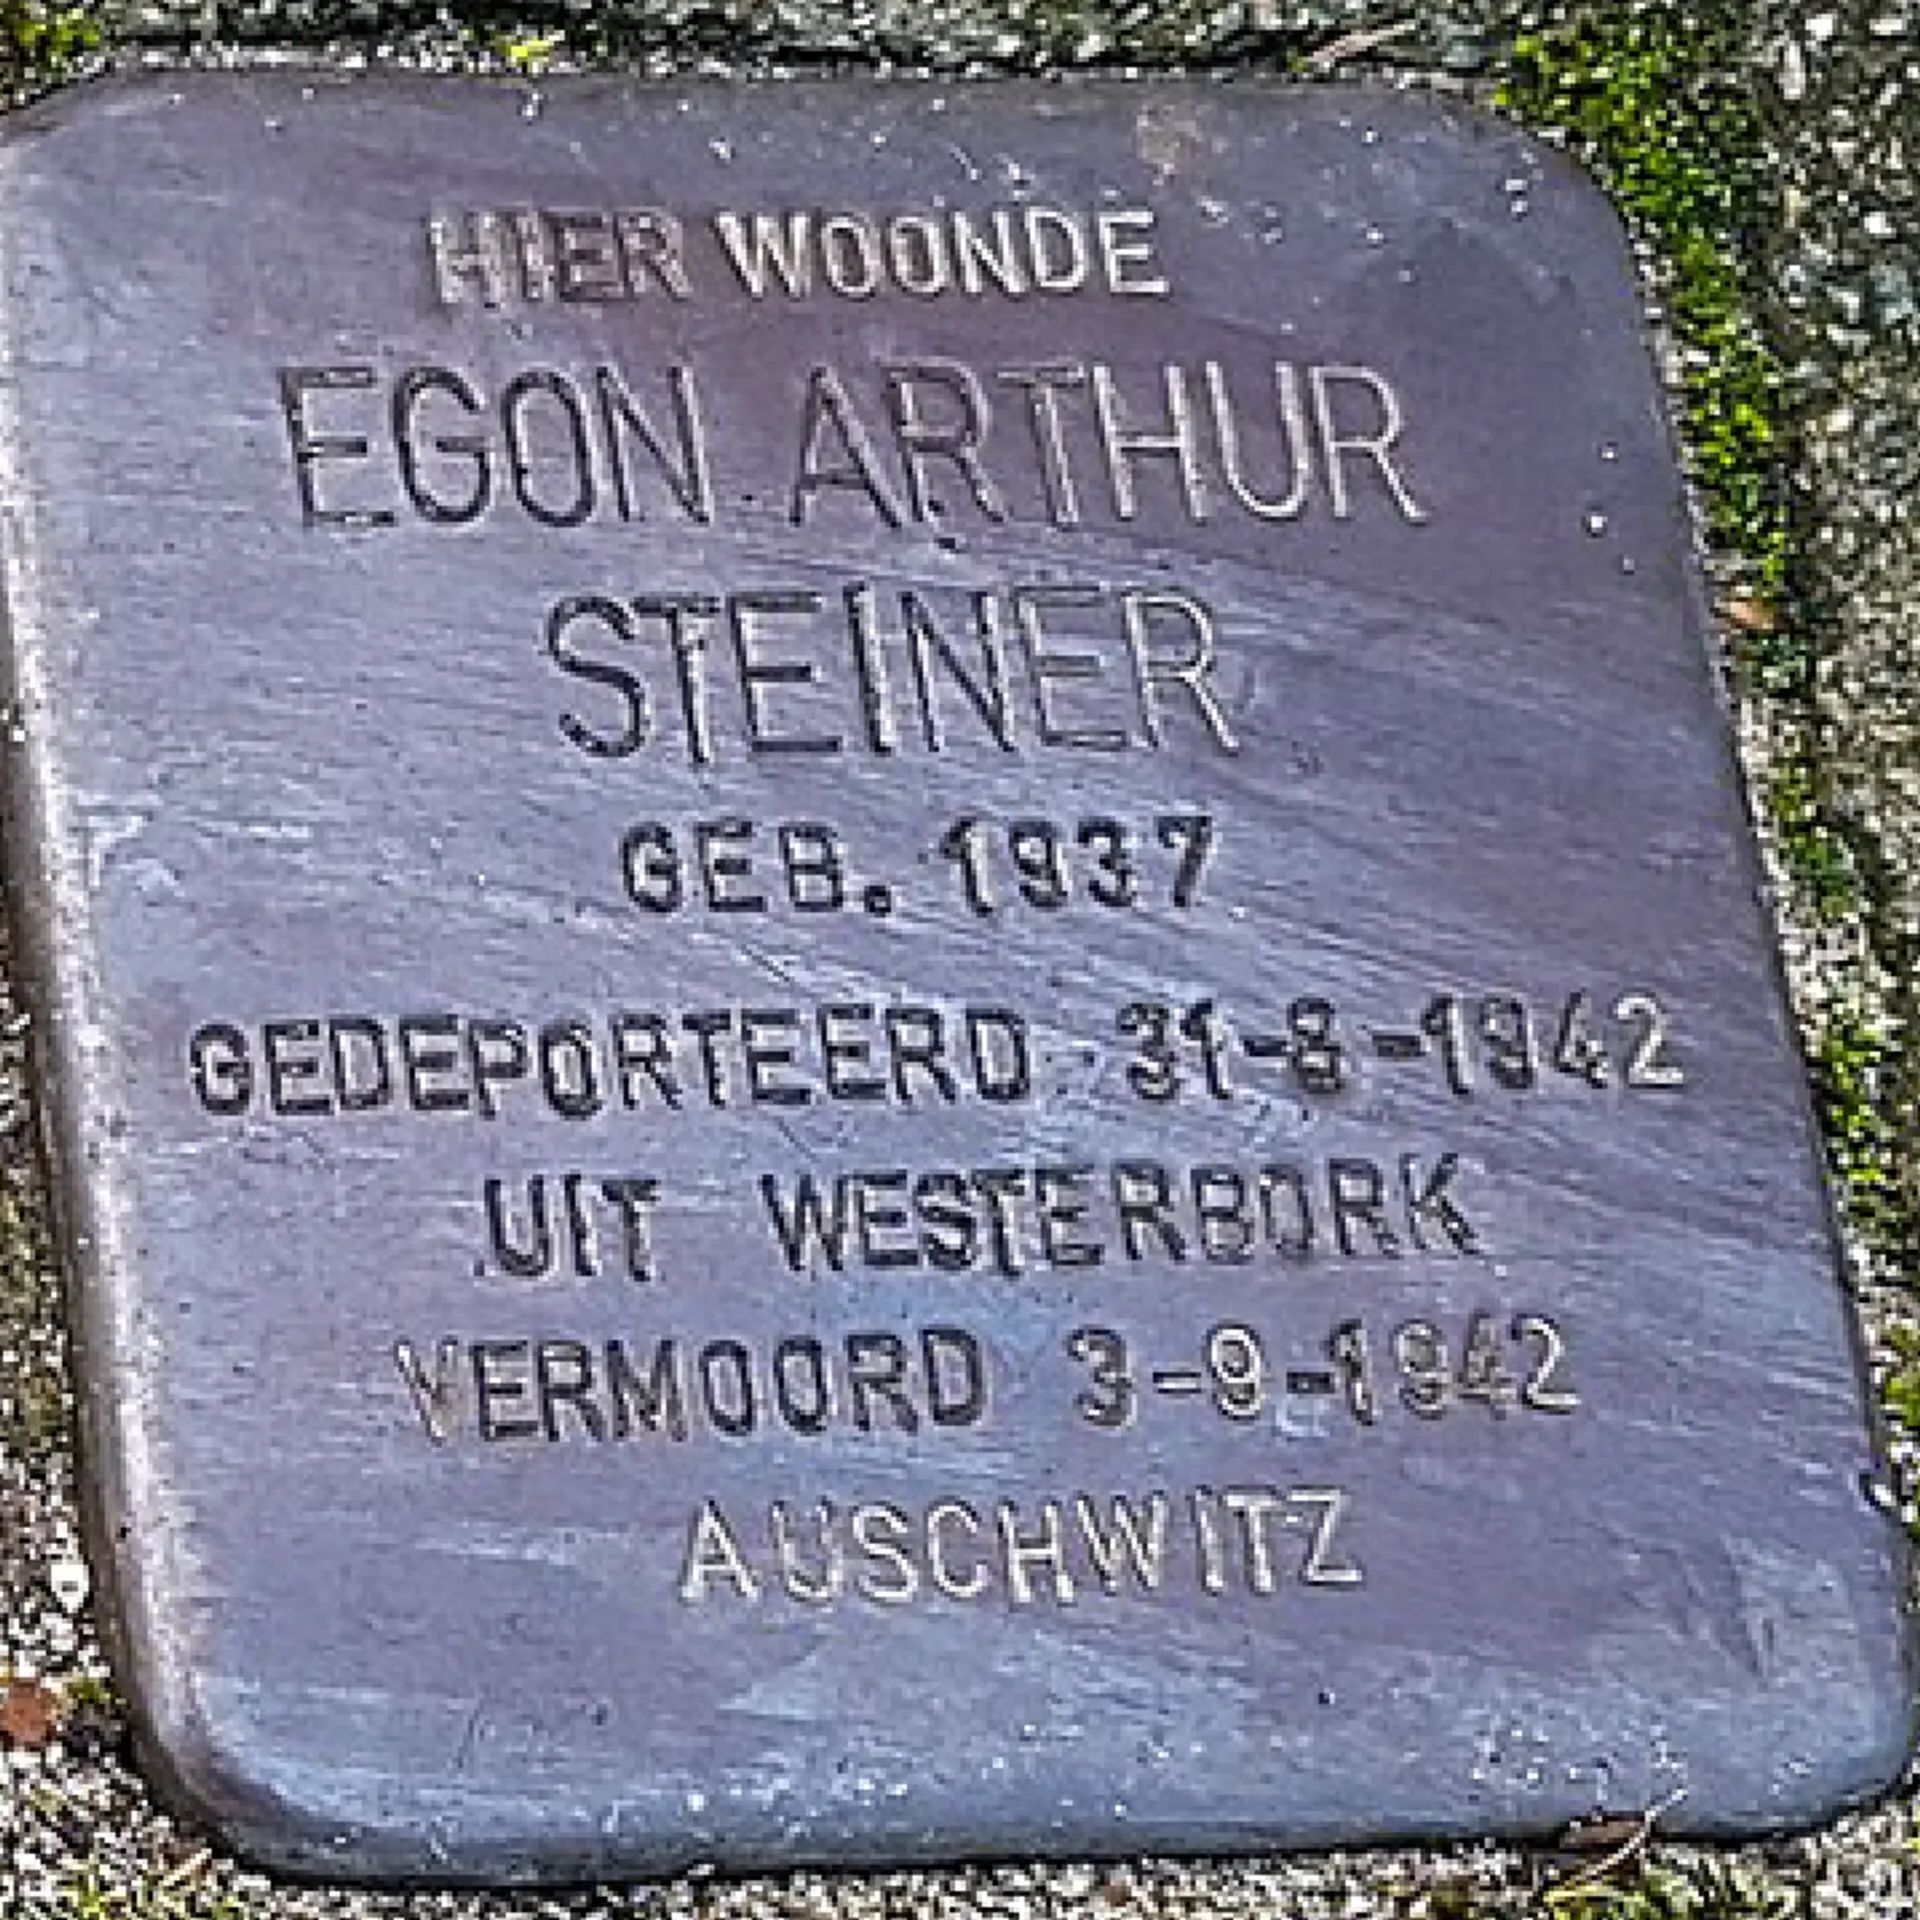 HIER WOONDE
EGON ARTHUR
STEINER
GEB. 1937
GEDEPORTEERD 31-8-1942
UIT WESTERBORK
VERMOORD 3-9-1942
AUSCHWITZ